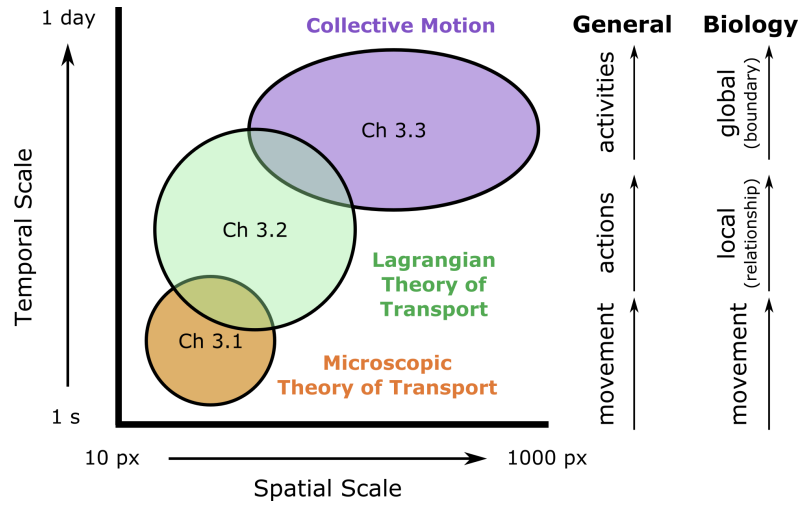 1 day
Collective Motion
General
Biology
Temporal Scale
Ch 3.3
activities
global
(boundary)
Ch 3.2
actions
local
(relationship)
Lagrangian
Theory of
Transport
Ch 3.1
Microscopic
Theory of Transport
movement
movement
1 s
10 px
1000 px
Spatial Scale